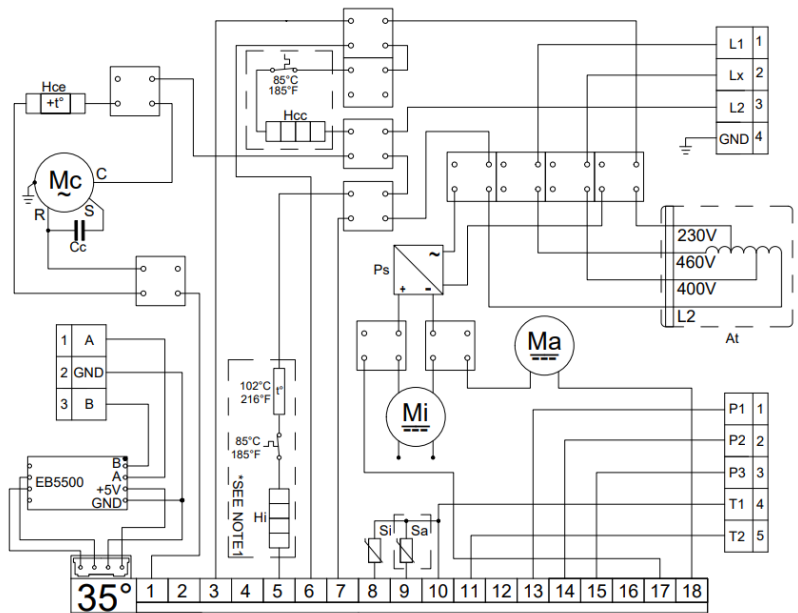 L1 1
Lx 2
L2 3
GND 4
85°C
185°F
Hcc
Hce
+t°
Mc
~
C
R
S
Cc
Ps
~
+ -
230V
460V
400V
L2
At
Ma
Mi
1 A
2 GND
3 B
102°C
216°F
t°
85°C
185°F
Hi
*SEE NOTE1
P1 1
P2 2
P3 3
T1 4
T2 5
EB5500
B
A
+5V
GND
Si
Sa
35° 1 2 3 4 5 6 7 8 9 10 11 12 13 14 15 16 17 18